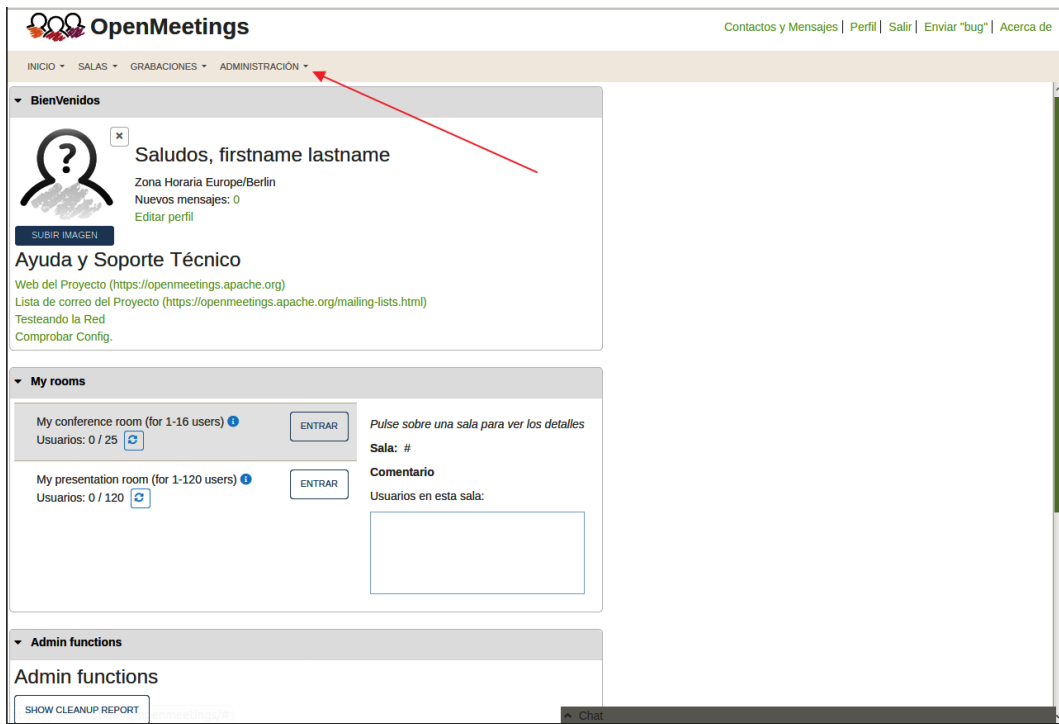 OpenMeetings
Contactos y Mensajes| Perfil| Salir| Enviar "bug"| Acerca de
INICIO SALAS GRABACIONES ADMINISTRACIÓN
BienVenidos
Saludos, firstname lastname
Zona Horaria Europe/Berlin
Nuevos mensajes: 0
Editar perfil
SUBIR IMAGEN
Ayuda y Soporte Técnico
Web del Proyecto (https://openmeetings.apache.org)
Lista de correo del Proyecto (https://openmeetings.apache.org/mailing-lists.html)
Testeando la Red
Comprobar Config.
My rooms
My conference room (for 1-16 users)
Usuarios: 0 / 25
ENTRAR
My presentation room (for 1-120 users)
Usuarios: 0 / 120
ENTRAR
Pulse sobre una sala para ver los detalles
Sala: #
Comentario
Usuarios en esta sala:
Admin functions
Admin functions
SHOW CLEANUP REPORT
Chat